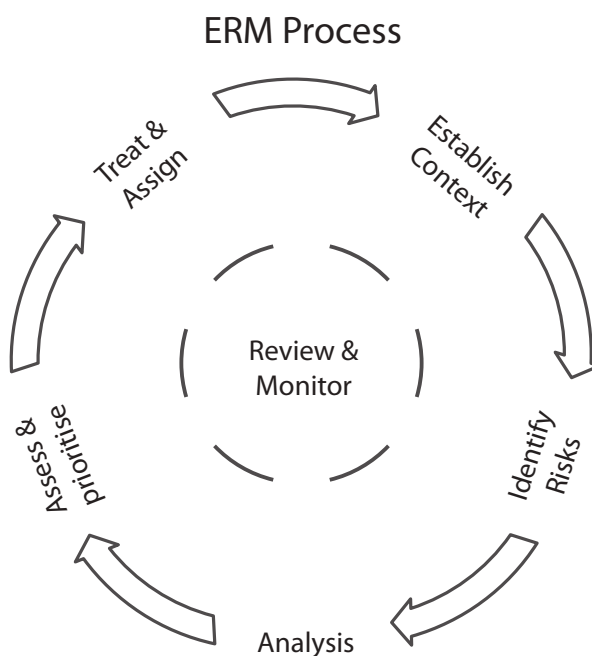 ERM Process
Establish
Context
Identify
Risks
Analysis
Assess &
prioritise
Treat &
Assign
Review &
Monitor